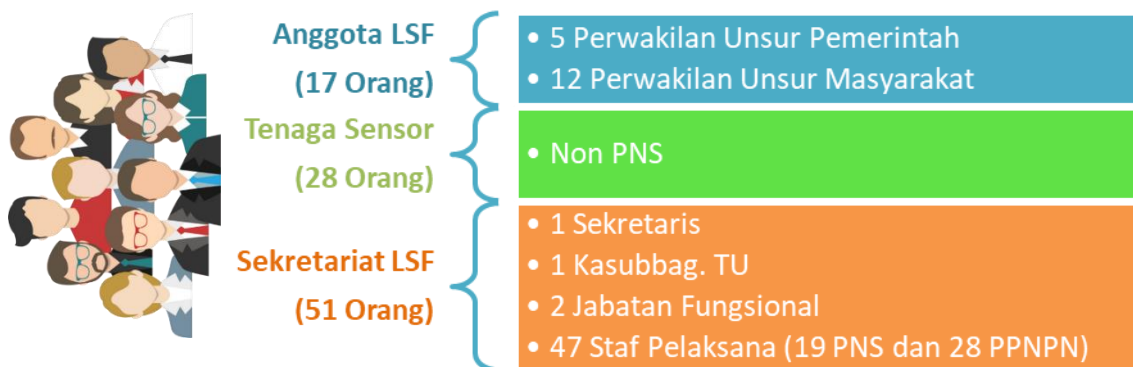 Anggota LSF
(17 Orang)
• 5 Perwakilan Unsur Pemerintah
• 12 Perwakilan Unsur Masyarakat
Tenaga Sensor
(28 Orang)
• Non PNS
Sekretariat LSF
(51 Orang)
• 1 Sekretaris
• 1 Kasubbag. TU
• 2 Jabatan Fungsional
• 47 Staf Pelaksana (19 PNS dan 28 PPNPN)